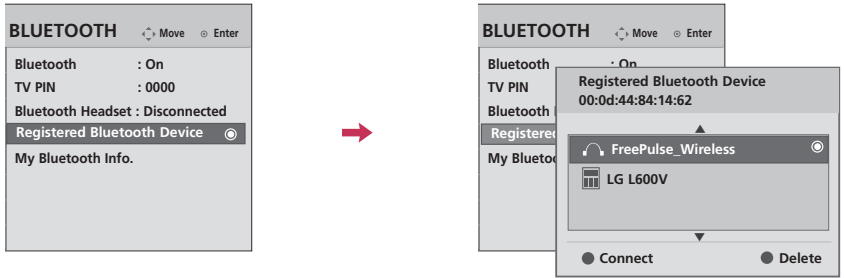 BLUETOOTH Move Enter
Bluetooth : On
TV PIN : 0000
Bluetooth Headset : Disconnected
Registered Bluetooth Device
My Bluetooth Info.
BLUETOOTH Move Enter
Bluetooth : On
TV PIN
Bluetooth
Registered
My Bluetoo
Registered Bluetooth Device
00:0d:44:84:14:62
FreePulse_Wireless
LG L600V
Connect Delete